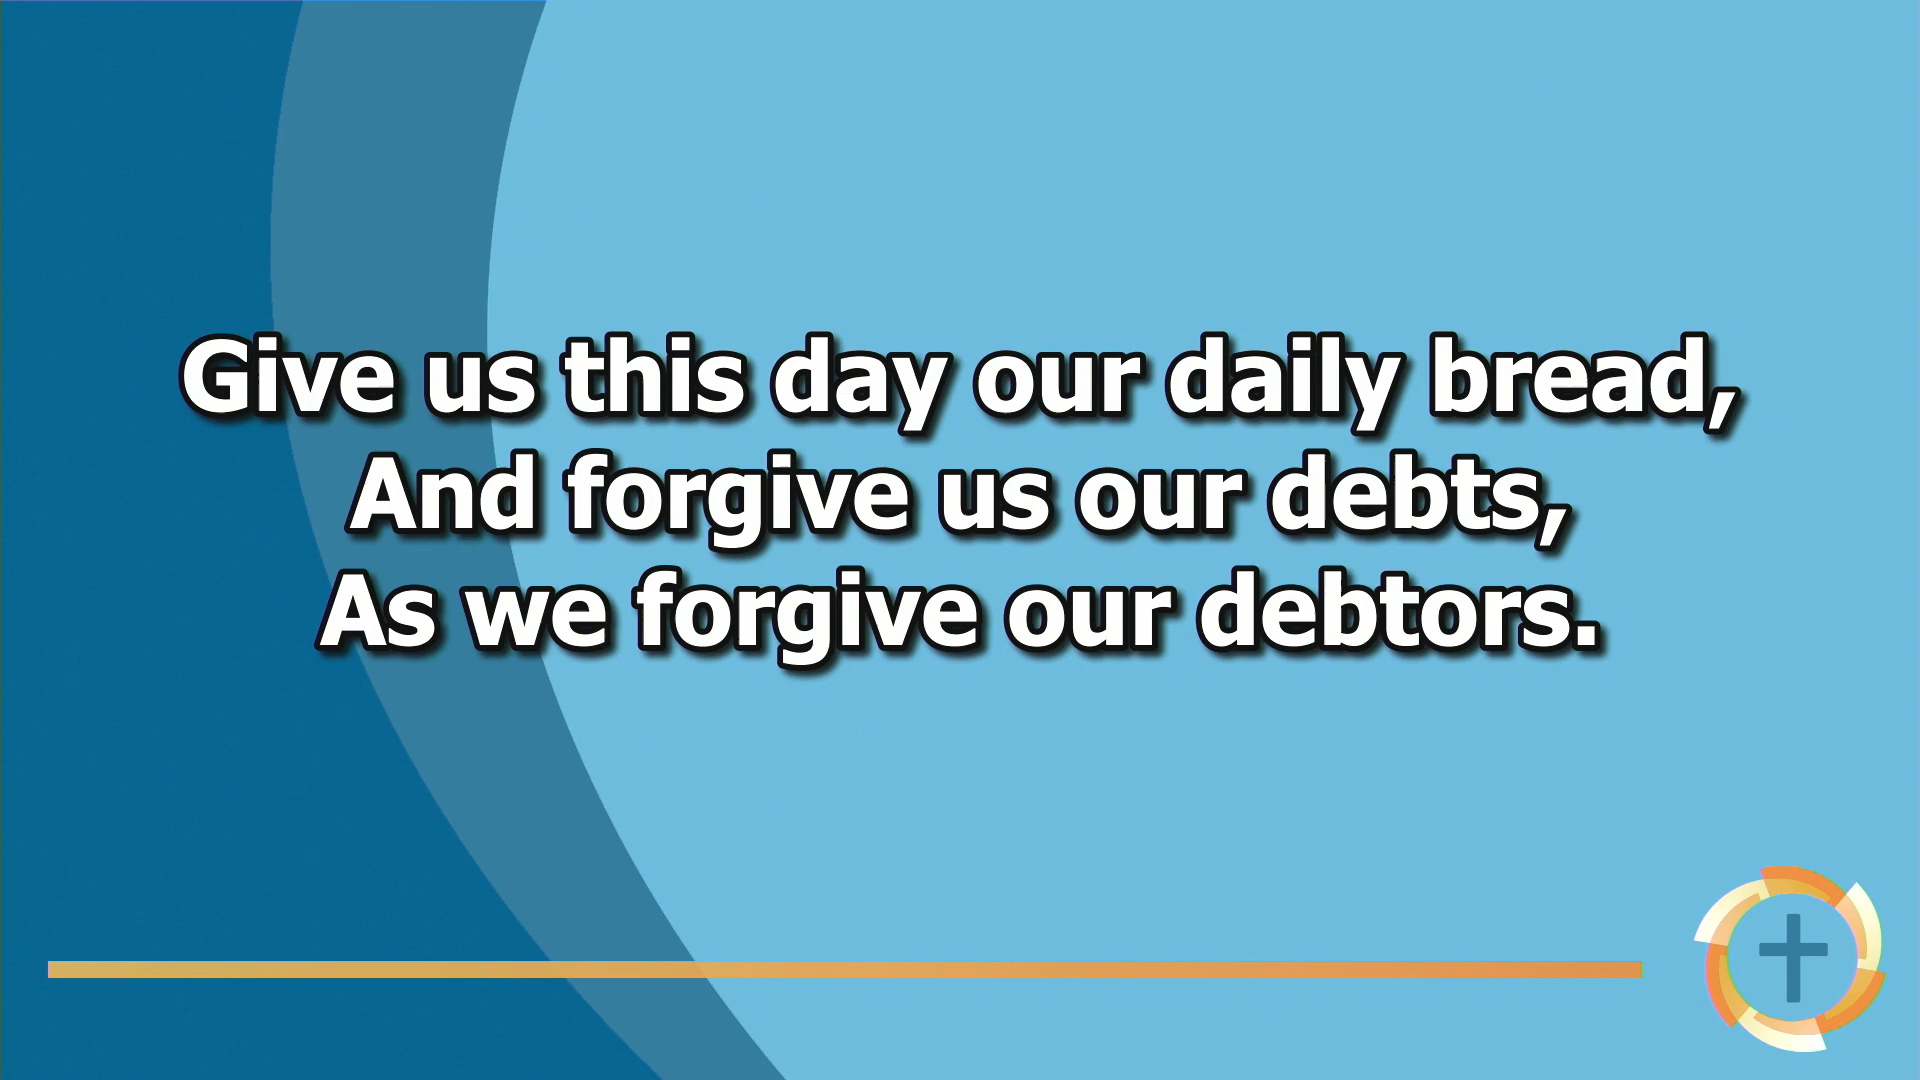 Give us this day our daily bread,
And forgive us our debts,
As we forgive our debtors.